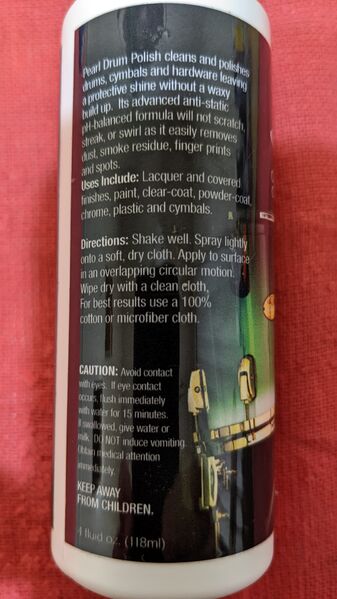 Pearl Drum Polish cleans and polishes
drums, cymbals and hardware leaving
a protective shine without a waxy
build up. Its advanced anti-static
pH-balanced formula will not scratch,
streak, or swirl as it easily removes
dust, smoke residue, finger prints
and spots.
Uses Include: Lacquer and covered
finishes, paint, clear-coat, powder-coat,
chrome, plastic and cymbals.
Directions: Shake well. Spray lightly
onto a soft, dry cloth. Apply to surface
in an overlapping circular motion.
Wipe dry with a clean cloth,
For best results use a 100%
cotton or microfiber cloth.
CAUTION: Avoid contact
with eyes. If eye contact
occurs, flush immediately
with water for 15 minutes.
If swallowed, give water or
milk. DO NOT induce vomiting.
Obtain medical attention
immediately.
KEEP AWAY
FROM CHILDREN.
4 fluid oz. (118ml)